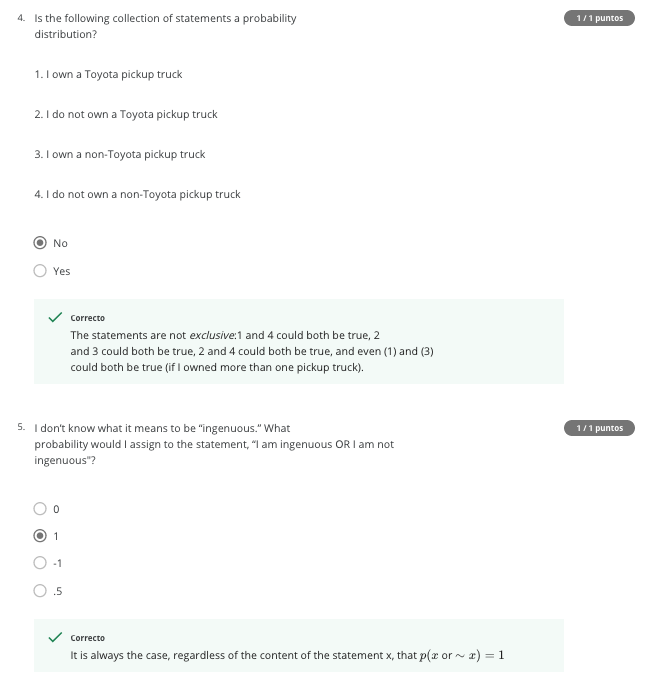 4. Is the following collection of statements a probability
1 / 1 puntos
distribution?
1. I own a Toyota pickup truck
2. I do not own a Toyota pickup truck
3. I own a non-Toyota pickup truck
4. I do not own a non-Toyota pickup truck
No
Yes
Correcto
The statements are not exclusive:1 and 4 could both be true, 2
and 3 could both be true, 2 and 4 could both be true, and even (1) and (3)
could both be true (if I owned more than one pickup truck).
5. I don't know what it means to be “ingenuous.” What
1 / 1 puntos
probability would I assign to the statement, “I am ingenuous OR I am not
ingenuous”?
0
1
-1
.5
Correcto
It is always the case, regardless of the content of the statement x, that p(x or ∼ x) = 1